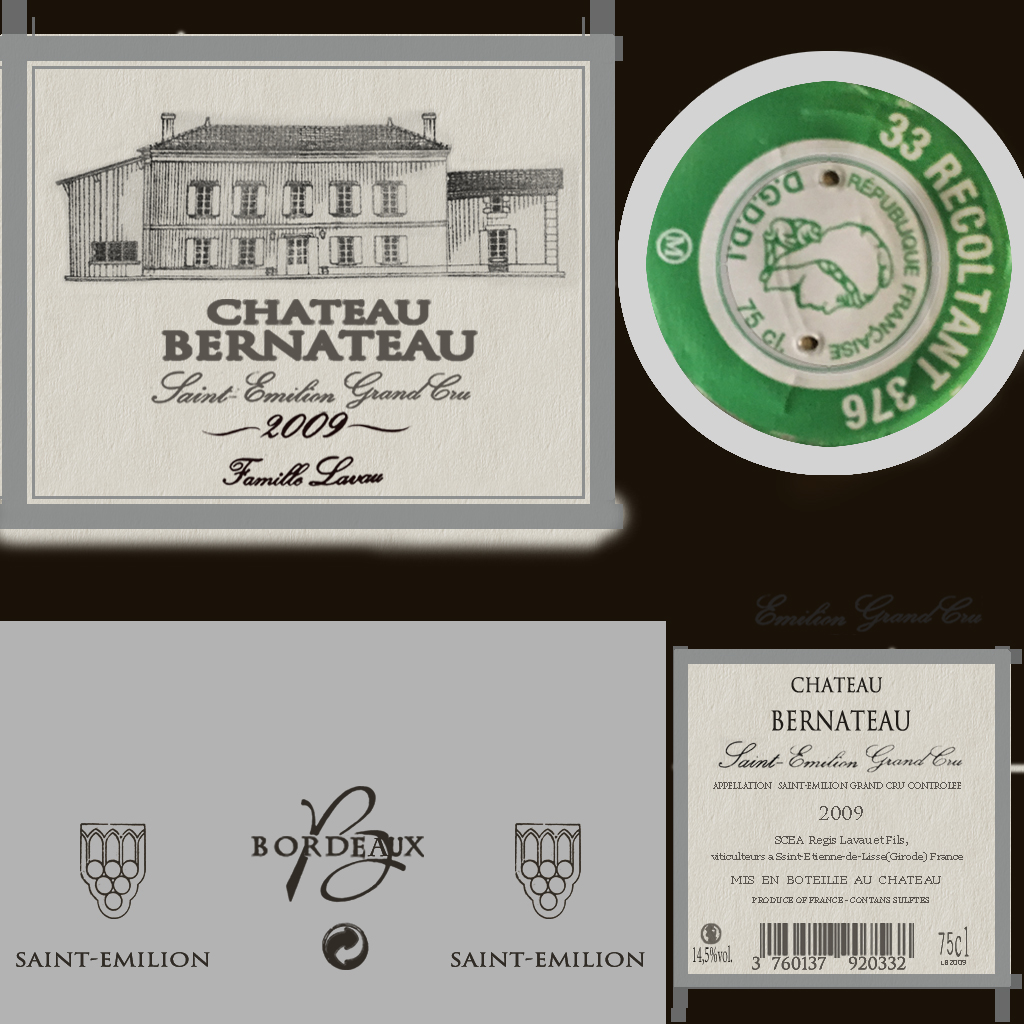 CHATEAU
BERNATEAU
Saint-Emilion Grand Cru
2009
Famille Lavau
33 RECOLTANT 376
RÉPUBLIQUE FRANÇAISE
D.G.D.D.I.
75 cl.
M
Emilion Grand Cru
SAINT-EMILION
BORDEAUX
B
SAINT-EMILION
CHATEAU
BERNATEAU
Saint-Emilion Grand Cru
APPELLATION SAINT-EMILION GRAND CRU CONTROLEE
2009
SCEA Regis Lavau et Fils,
viticulteurs a Ssint-Etienne-de-Lisse(Girode) France
MIS EN BOTEILIE AU CHATEAU
PRODUCE OF FRANCE - CONTANS SULFTES
14,5%vol.
3 760137 920332
75cl
L82009